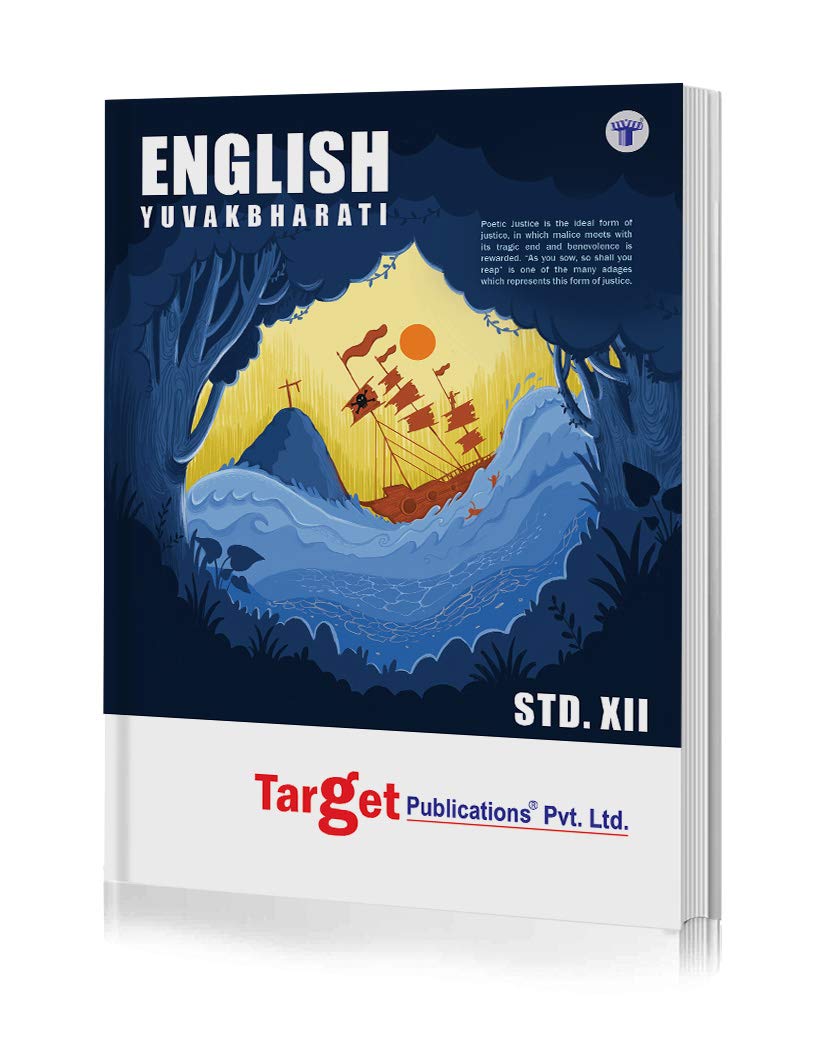 ENGLISH
YUVAKBHARATI
Poetic Justice is the ideal form of
justice, in which malice meets with
its tragic end and benevolence is
rewarded. "As you sow, so shall you
reap" is one of the many adages
which represents this form of justice.
STD. XII
Target Publications® Pvt. Ltd.